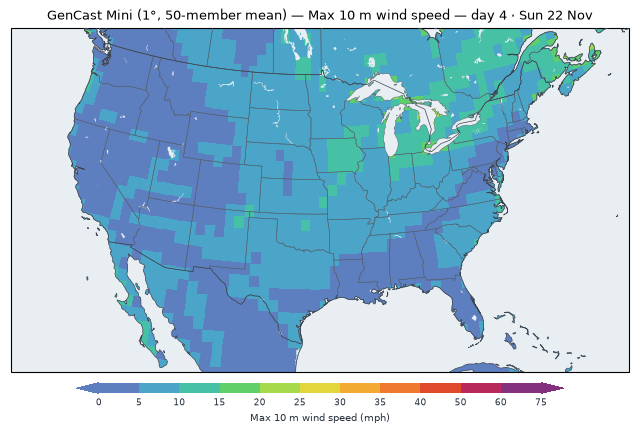 GenCast Mini (1°, 50-member mean) — Max 10 m wind speed — day 4 · Sun 22 Nov
0 5 10 15 20 25 30 35 40 50 60 75
Max 10 m wind speed (mph)